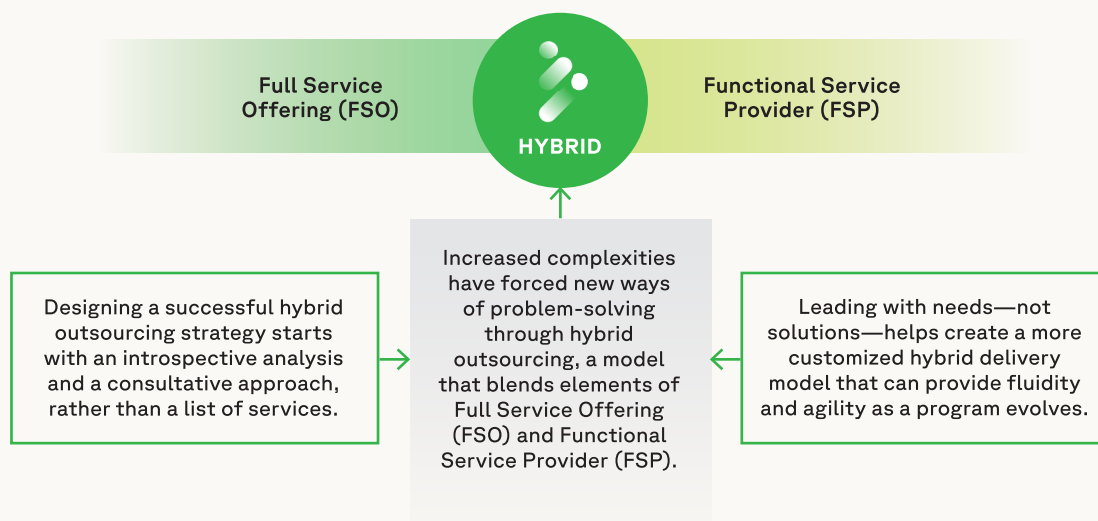 Full Service
Offering (FSO)
HYBRID
Functional Service
Provider (FSP)
Designing a successful hybrid
outsourcing strategy starts
with an introspective analysis
and a consultative approach,
rather than a list of services.
Increased complexities
have forced new ways
of problem-solving
through hybrid
outsourcing, a model
that blends elements of
Full Service Offering
(FSO) and Functional
Service Provider (FSP).
Leading with needs—not
solutions—helps create a more
customized hybrid delivery
model that can provide fluidity
and agility as a program evolves.